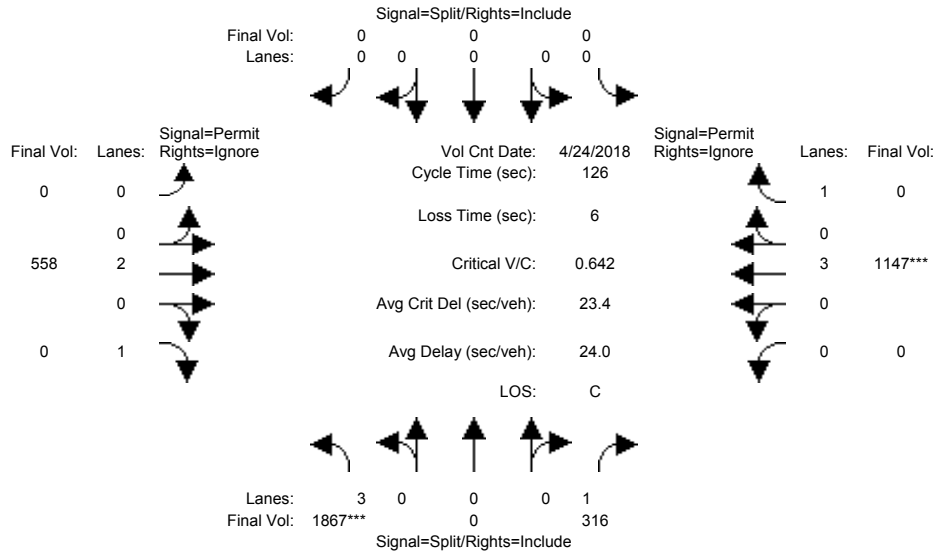 Signal=Split/Rights=Include
Final Vol: 0 0 0
Lanes: 0 0 0 0 0
Signal=Permit
Final Vol: Lanes: Rights=Ignore
Vol Cnt Date: 4/24/2018
Signal=Permit
Rights=Ignore Lanes: Final Vol:
Cycle Time (sec): 126
0 0
1 0
Loss Time (sec): 6
0
0
558 2
Critical V/C: 0.642
3 1147***
0
Avg Crit Del (sec/veh): 23.4
0
0 1
Avg Delay (sec/veh): 24.0
0 0
LOS: C
Lanes: 3 0 0 0 1
Final Vol: 1867*** 0 316
Signal=Split/Rights=Include